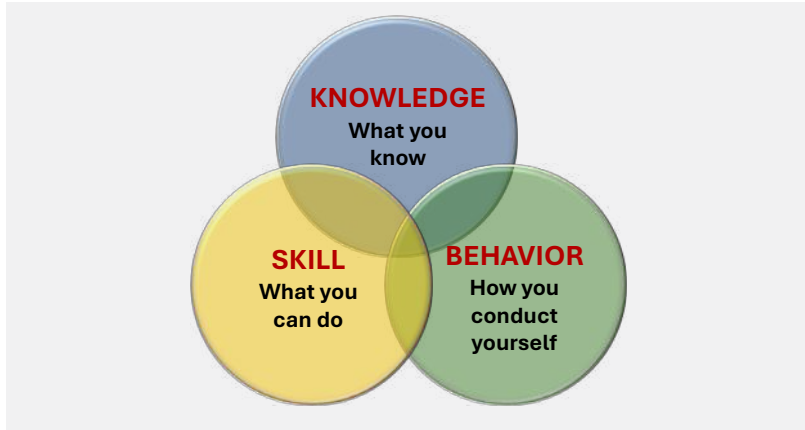 KNOWLEDGE
What you
know
SKILL
What you
can do
BEHAVIOR
How you
conduct
yourself